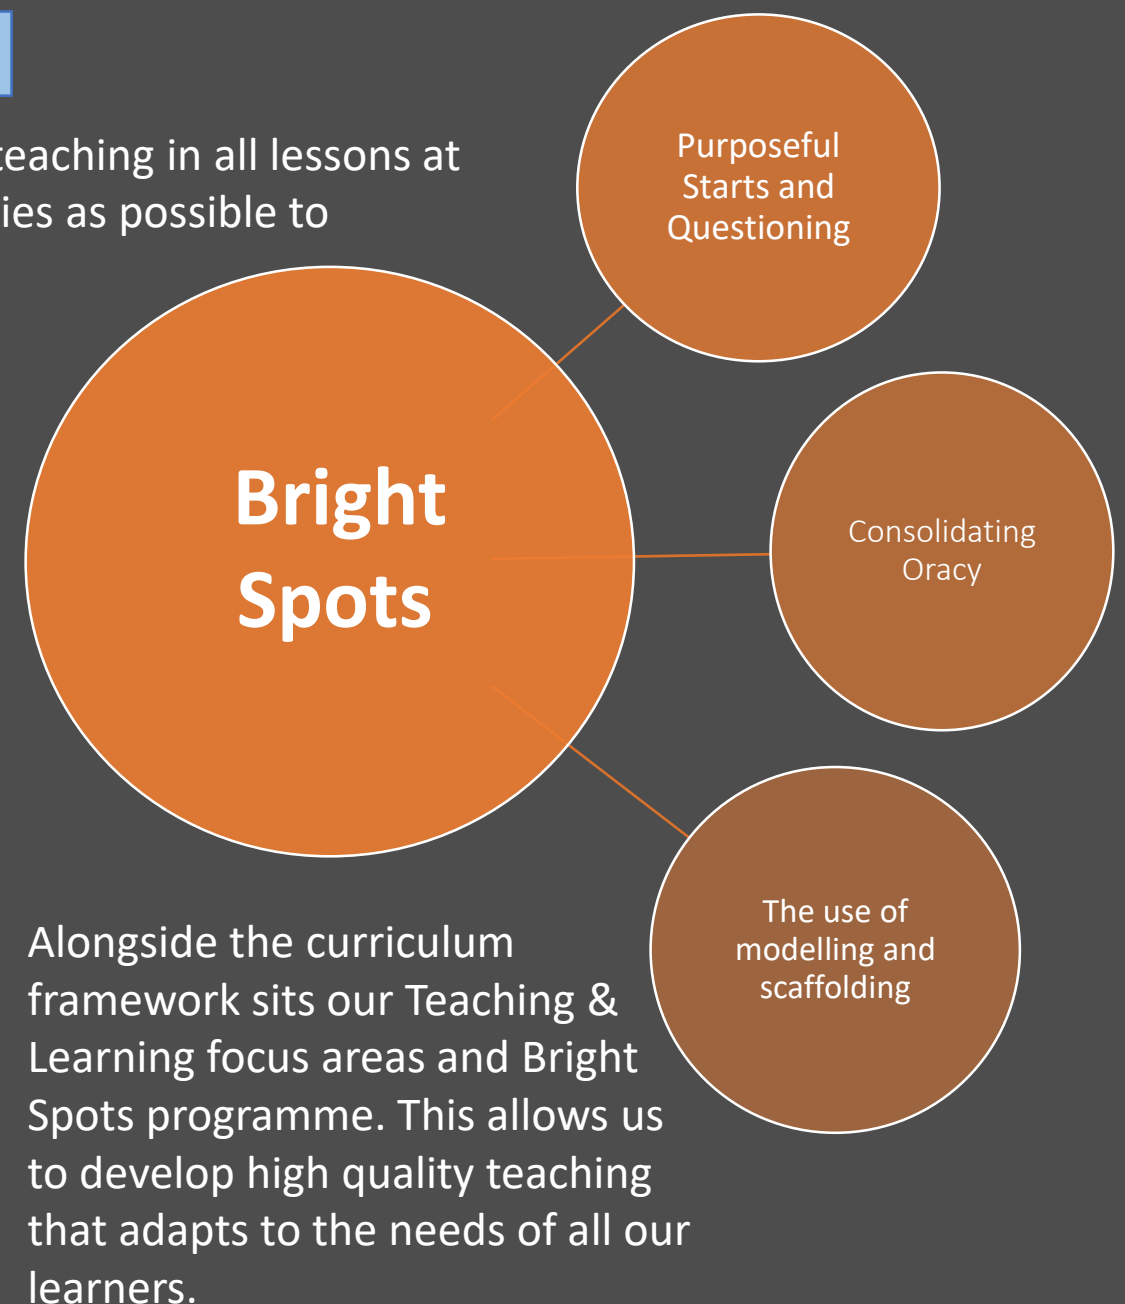 teaching in all lessons at
ies as possible to
Purposeful
Starts and
Questioning
Bright
Spots
Consolidating
Oracy
The use of
modelling and
scaffolding
Alongside the curriculum
framework sits our Teaching &
Learning focus areas and Bright
Spots programme. This allows us
to develop high quality teaching
that adapts to the needs of all our
learners.